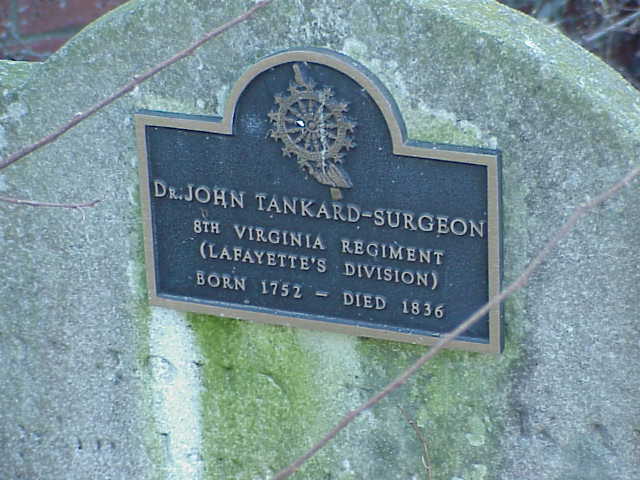 DR. JOHN TANKARD-SURGEON
8TH VIRGINIA REGIMENT
(LAFAYETTE'S DIVISION)
BORN 1752 — DIED 1836